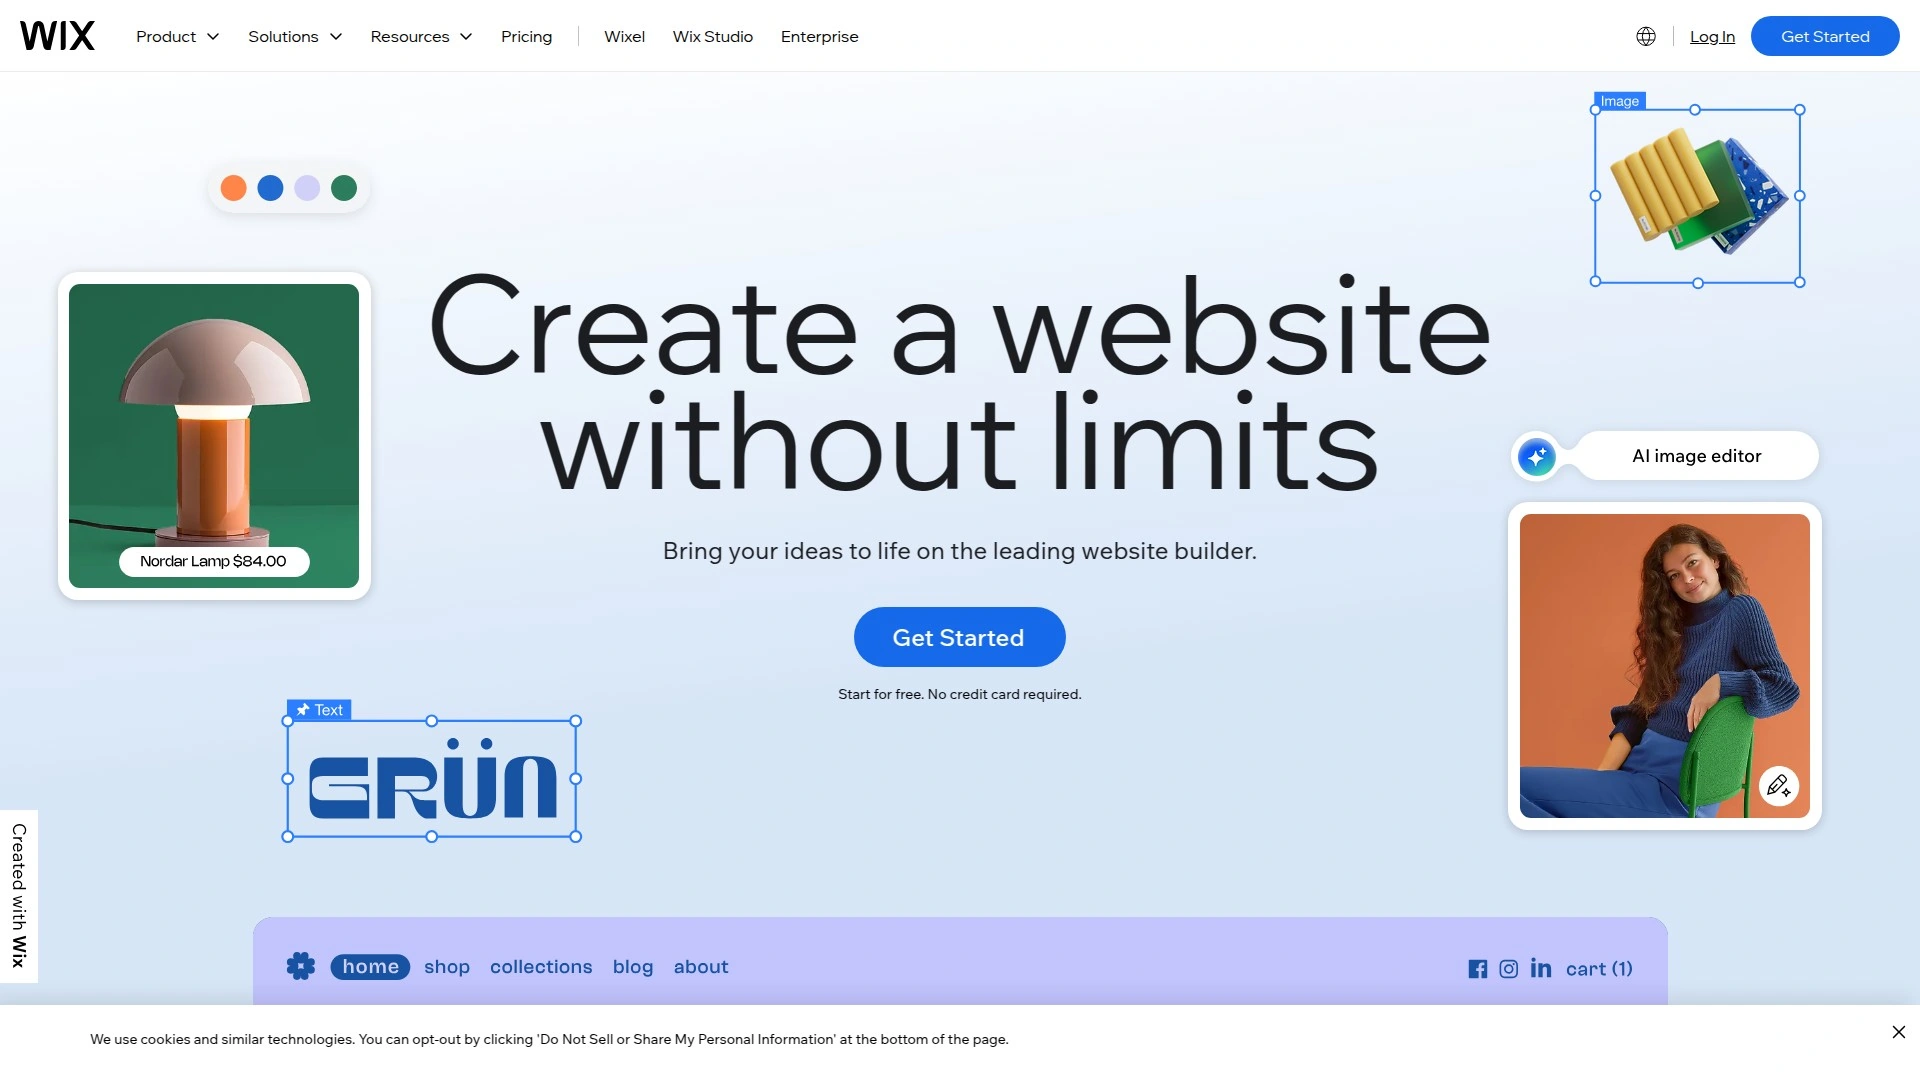 WIX
Product
Solutions
Resources
Pricing
Wixel
Wix Studio
Enterprise
Log In
Get Started
Image
Create a website
without limits
AI image editor
Bring your ideas to life on the leading website builder.
Nordar Lamp $84.00
Get Started
Start for free. No credit card required.
Text
GRÜN
Created with Wix
home
shop
collections
blog
about
cart (1)
We use cookies and similar technologies. You can opt-out by clicking 'Do Not Sell or Share My Personal Information' at the bottom of the page.